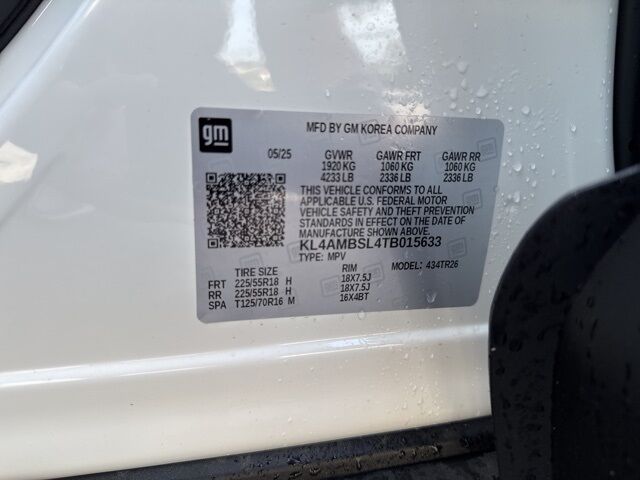 gm
MFD BY GM KOREA COMPANY
05/25 GVWR GAWR FRT GAWR RR
1920 KG 1060 KG 1060 KG
4233 LB 2336 LB 2336 LB
THIS VEHICLE CONFORMS TO ALL
APPLICABLE U.S. FEDERAL MOTOR
VEHICLE SAFETY AND THEFT PREVENTION
STANDARDS IN EFFECT ON THE DATE OF
MANUFACTURE.
KL4AMBSL4TB015633
TYPE: MPV MODEL: 434TR26
TIRE SIZE RIM
FRT 225/55R18 H 18X7.5J
RR 225/55R18 H 18X7.5J
SPA T125/70R16 M 16X4BT